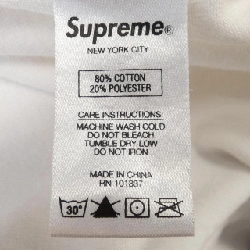 Supreme®
NEW YORK CITY
80% COTTON
20% POLYESTER
CARE INSTRUCTIONS
MACHINE WASH COLD
DO NOT BLEACH
TUMBLE DRY LOW
DO NOT IRON
MADE IN CHINA
RN 101837
30°